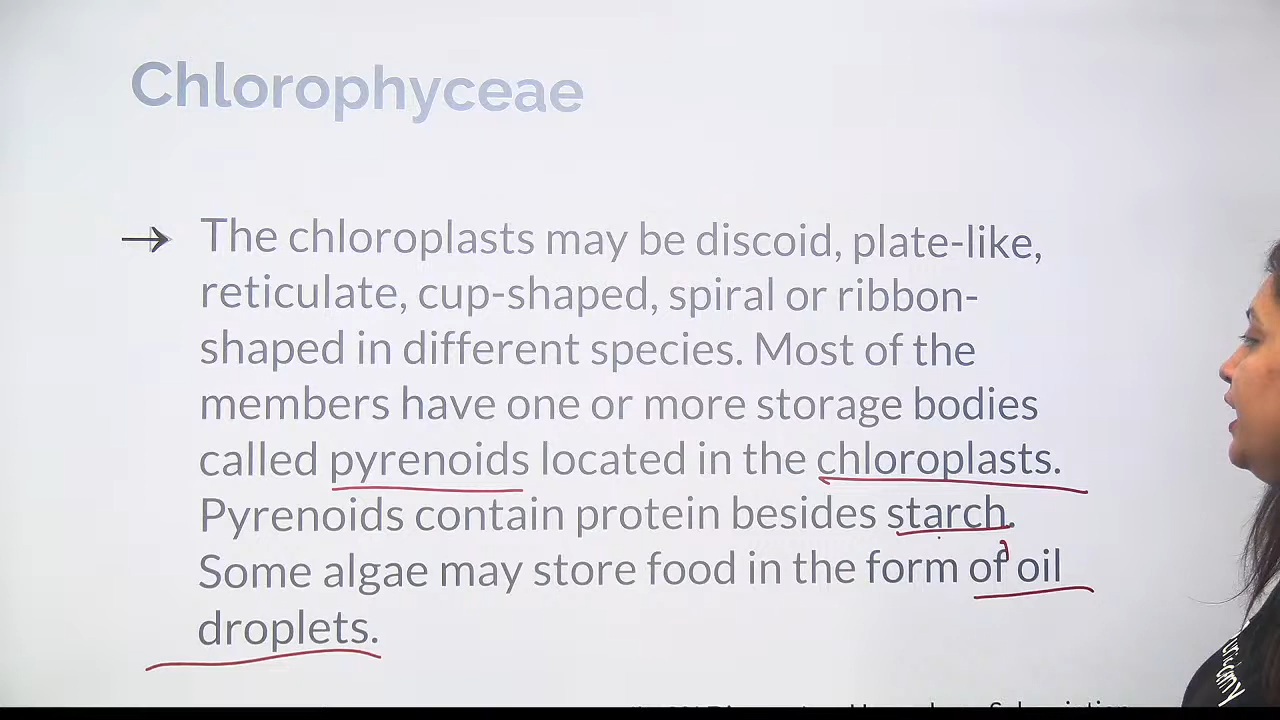 Chlorophyceae
→ The chloroplasts may be discoid, plate-like,
reticulate, cup-shaped, spiral or ribbon-
shaped in different species. Most of the
members have one or more storage bodies
called pyrenoids located in the chloroplasts.
Pyrenoids contain protein besides starch.
Some algae may store food in the form of oil
droplets.